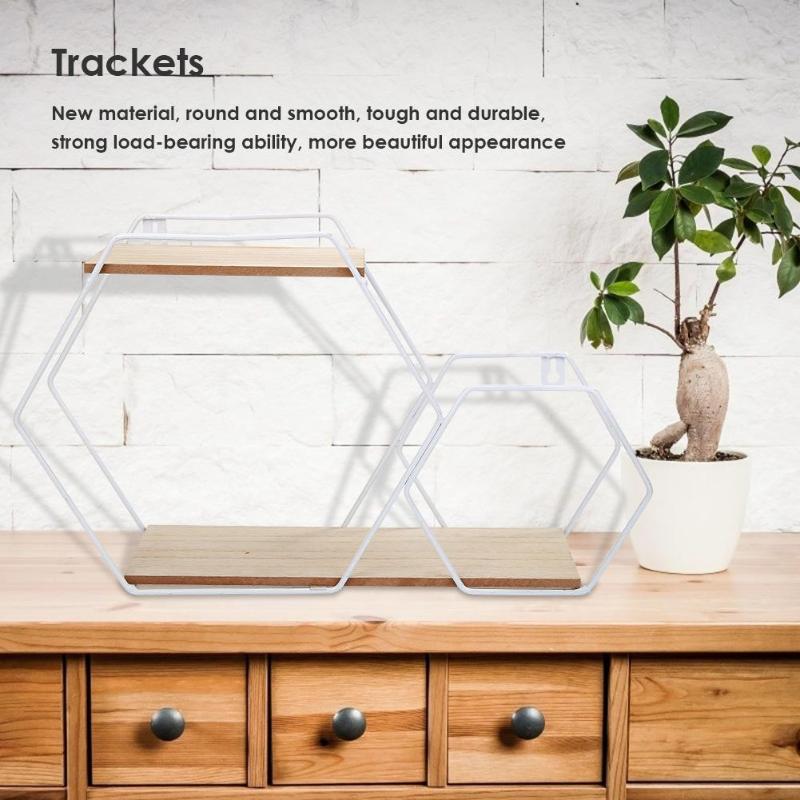 Trackets
New material, round and smooth, tough and durable,
strong load-bearing ability, more beautiful appearance